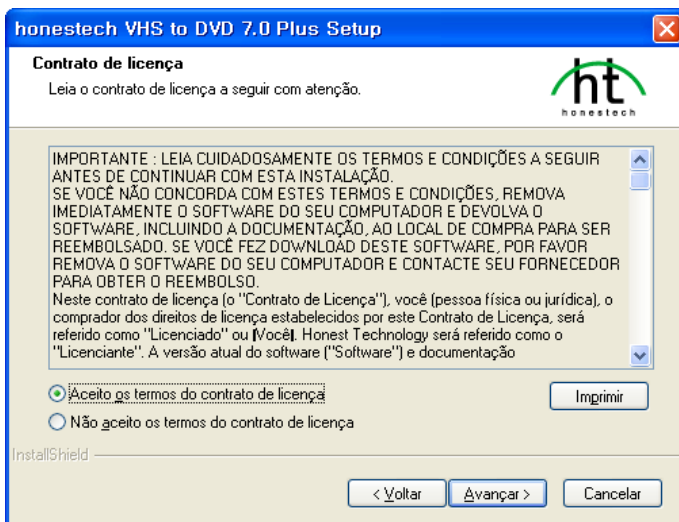 honestech VHS to DVD 7.0 Plus Setup
Contrato de licença
Leia o contrato de licença a seguir com atenção.
ht
honestech
IMPORTANTE : LEIA CUIDADOSAMENTE OS TERMOS E CONDIÇÕES A SEGUIR
ANTES DE CONTINUAR COM ESTA INSTALAÇÃO.
SE VOCÊ NÃO CONCORDA COM ESTES TERMOS E CONDIÇÕES, REMOVA
IMEDIATAMENTE O SOFTWARE DO SEU COMPUTADOR E DEVOLVA O
SOFTWARE, INCLUINDO A DOCUMENTAÇÃO, AO LOCAL DE COMPRA PARA SER
REEMBOLSADO. SE VOCÊ FEZ DOWNLOAD DESTE SOFTWARE, POR FAVOR
REMOVA O SOFTWARE DO SEU COMPUTADOR E CONTACTE SEU FORNECEDOR
PARA OBTER O REEMBOLSO.
Neste contrato de licença (o "Contrato de Licença"), você (pessoa física ou jurídica), o
comprador dos direitos de licença estabelecidos por este Contrato de Licença, será
referido como "Licenciado" ou Você. Honest Technology será referido como o
"Licenciante". A versão atual do software ("Software") e documentação
Aceito os termos do contrato de licença
Imprimir
Não aceito os termos do contrato de licença
InstallShield
< Voltar
Avançar >
Cancelar